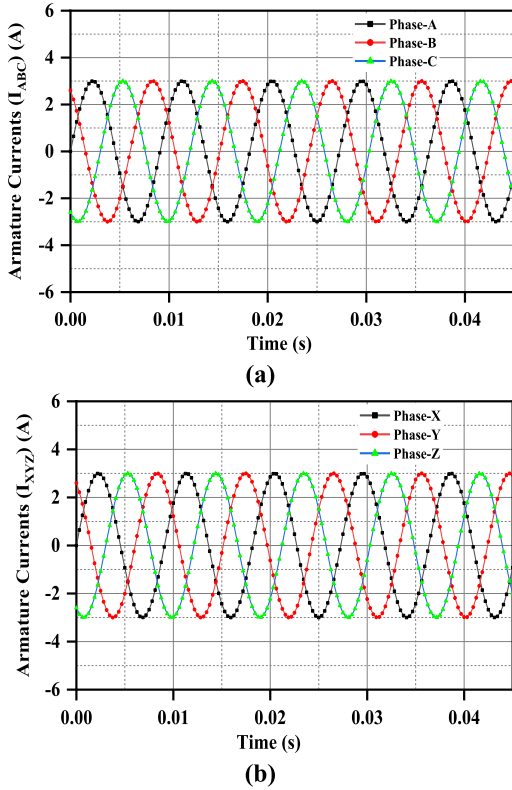 Phase-A
Phase-B
Phase-C
Armature Currents (I_ABC) (A)
6
4
2
0
-2
-4
-6
0.00 0.01 0.02 0.03 0.04
Time (s)
(a)
Phase-X
Phase-Y
Phase-Z
Armature Currents (I_XYZ) (A)
6
4
2
0
-2
-4
-6
0.00 0.01 0.02 0.03 0.04
Time (s)
(b)